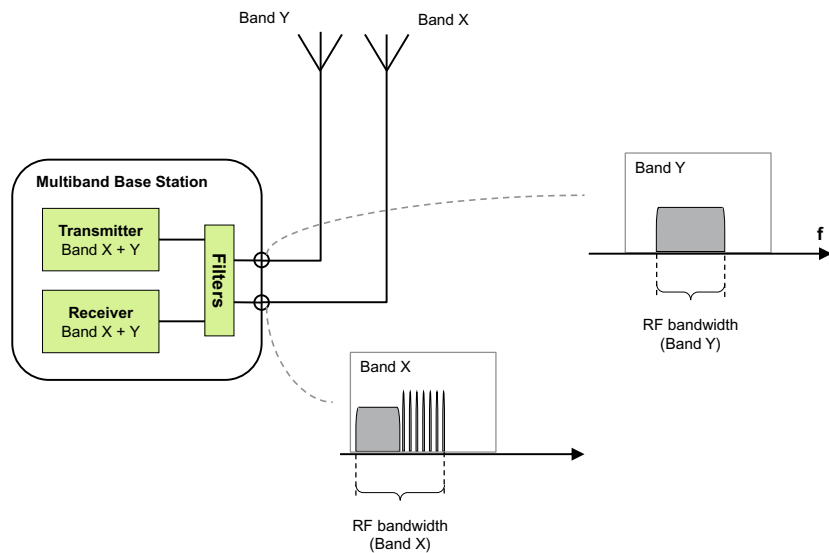 Band Y
Band X
Multiband Base Station
Transmitter
Band X + Y
Filters
Receiver
Band X + Y
Band Y
f
RF bandwidth
(Band Y)
Band X
RF bandwidth
(Band X)